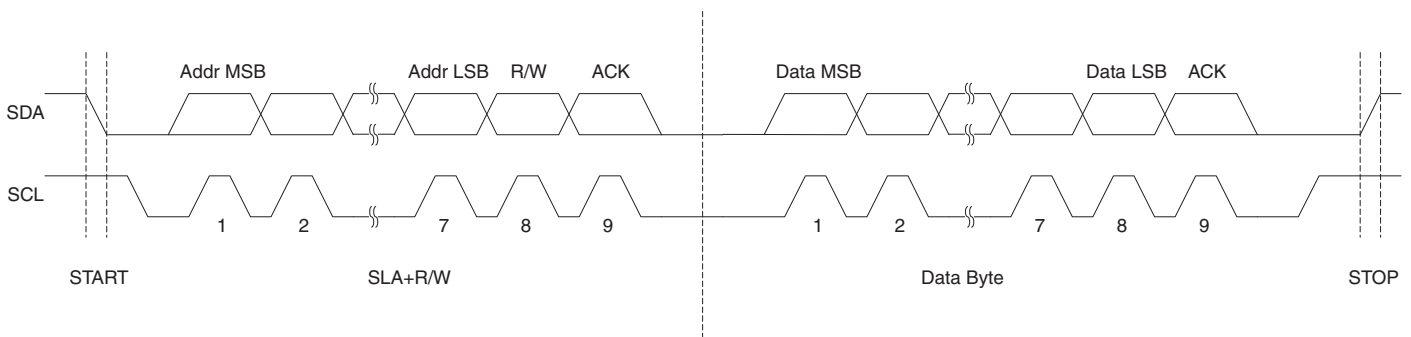 Addr MSB Addr LSB R/W ACK Data MSB Data LSB ACK
SDA
SCL
1 2 7 8 9 1 2 7 8 9
START SLA+R/W Data Byte STOP